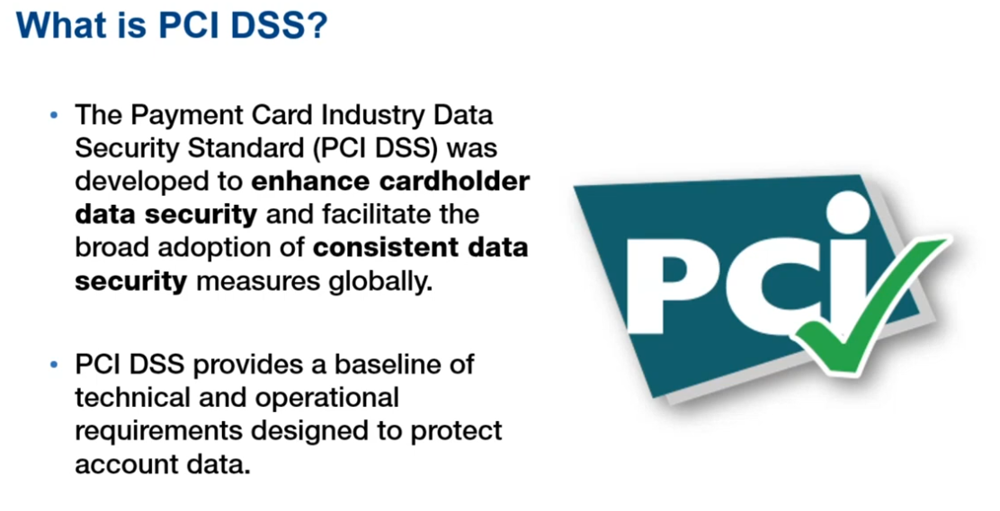 What is PCI DSS?
• The Payment Card Industry Data
Security Standard (PCI DSS) was
developed to enhance cardholder
data security and facilitate the
broad adoption of consistent data
security measures globally.
• PCI DSS provides a baseline of
technical and operational
requirements designed to protect
account data.
PCi